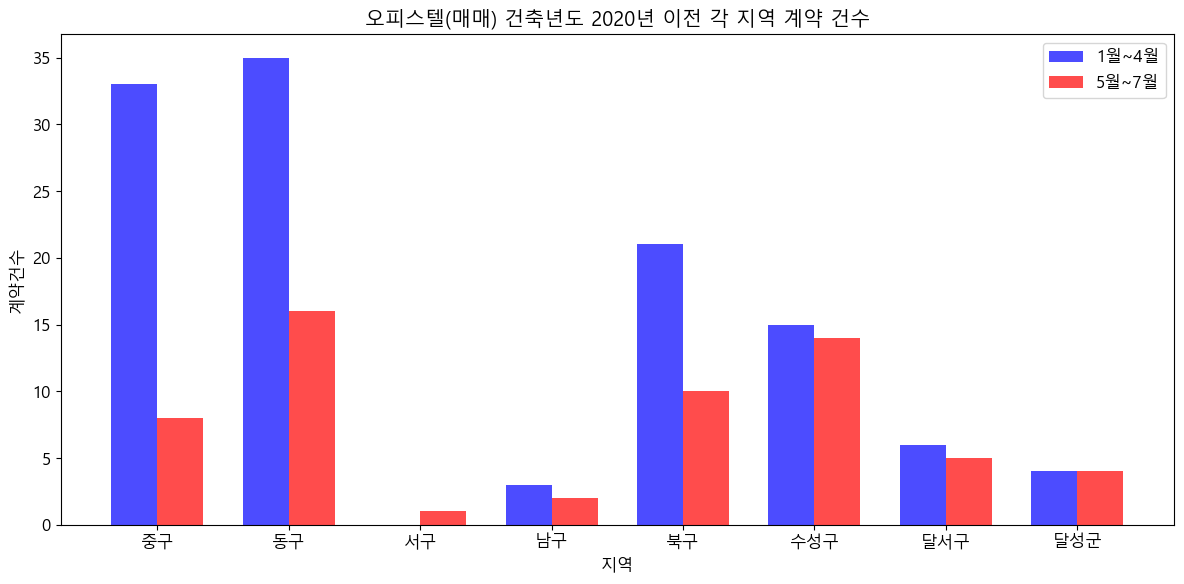 오피스텔(매매) 건축년도 2020년 이전 각 지역 계약 건수
1월~4월
5월~7월
계약건수
35
30
25
20
15
10
5
0
중구 동구 서구 남구 북구 수성구 달서구 달성군
지역